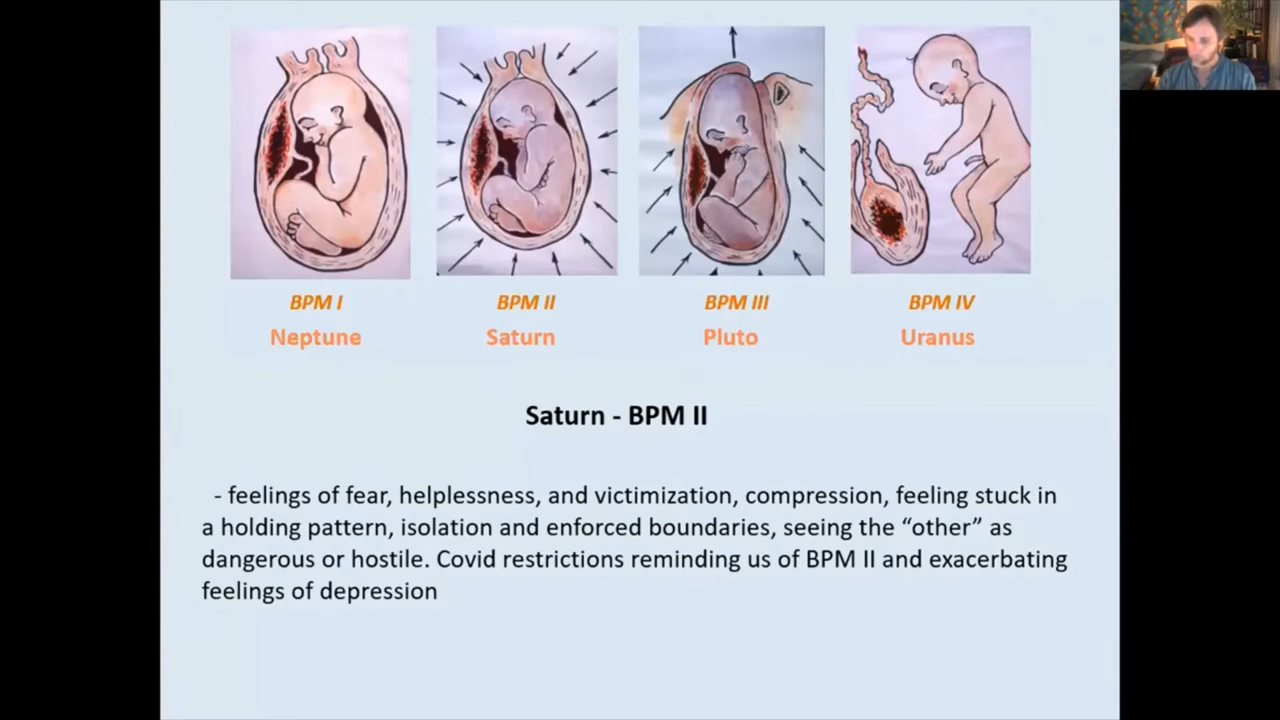 BPM I BPM II BPM III BPM IV
Neptune Saturn Pluto Uranus
Saturn - BPM II
- feelings of fear, helplessness, and victimization, compression, feeling stuck in
a holding pattern, isolation and enforced boundaries, seeing the “other” as
dangerous or hostile. Covid restrictions reminding us of BPM II and exacerbating
feelings of depression